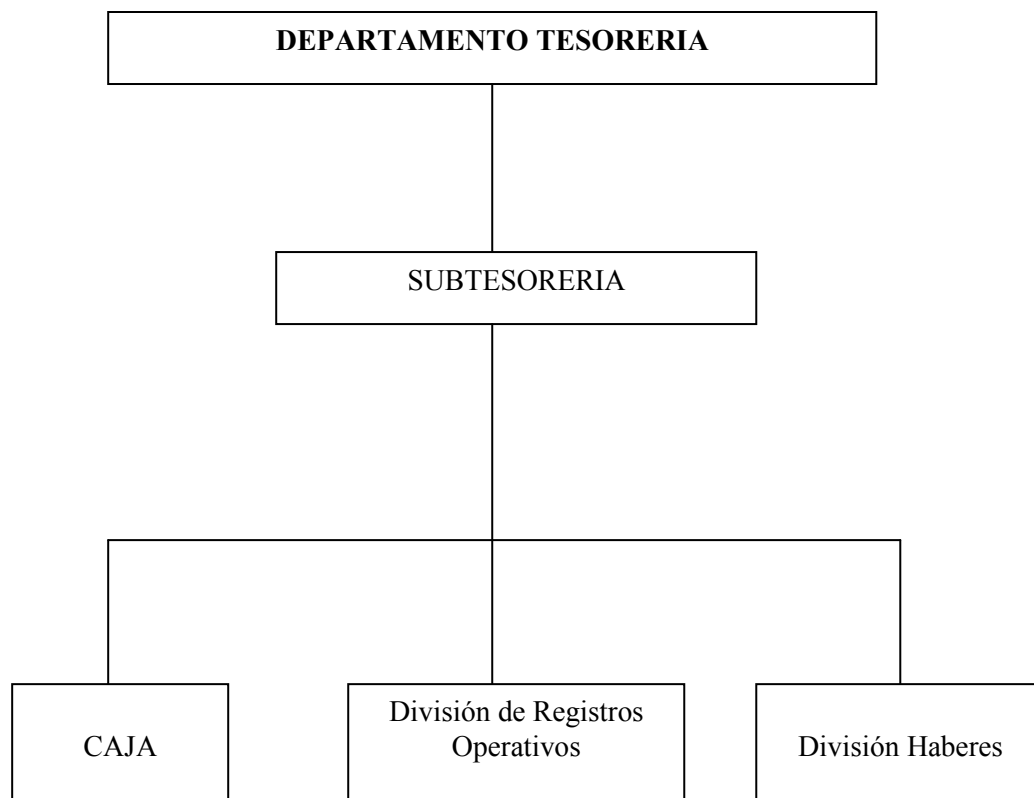 DEPARTAMENTO TESORERIA
SUBTESORERIA
CAJA
División de Registros
Operativos
División Haberes